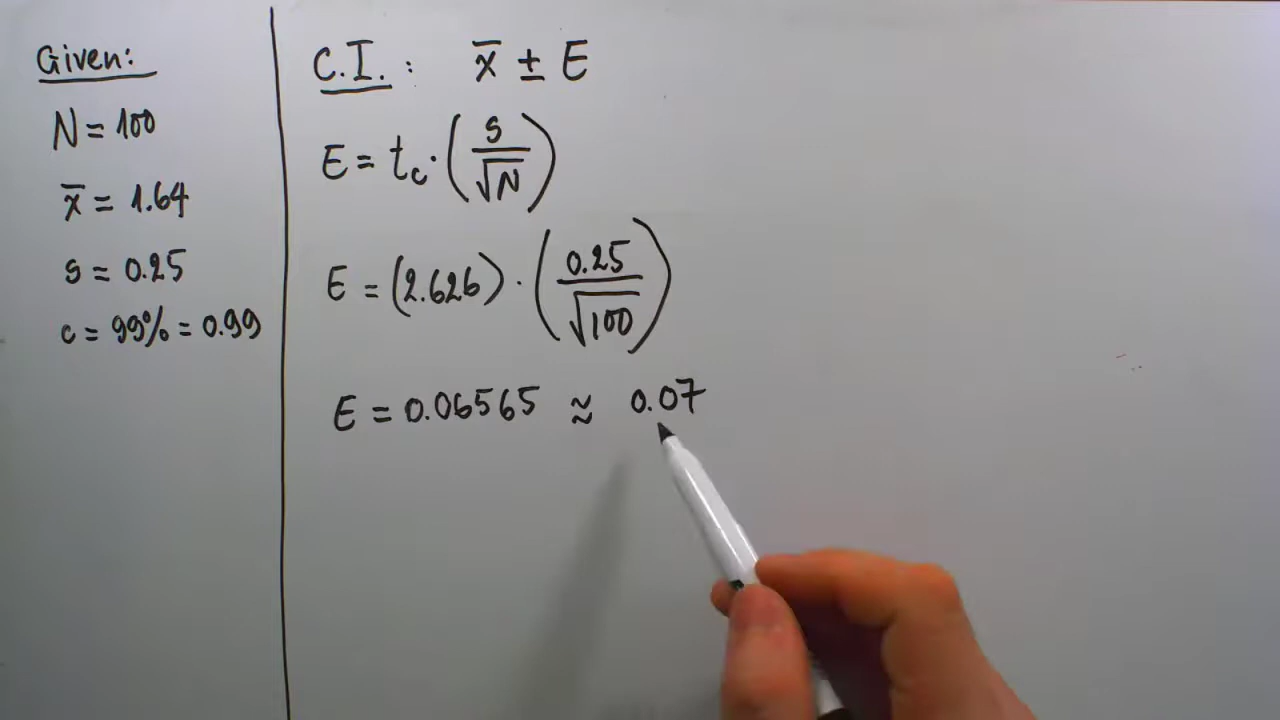 Given:
N = 100
x̄ = 1.64
s = 0.25
c = 99% = 0.99
C.I. : x̄ ± E
E = t_c · (s/√N)
E = (2.626) · (0.25/√100)
E = 0.06565 ≈ 0.07